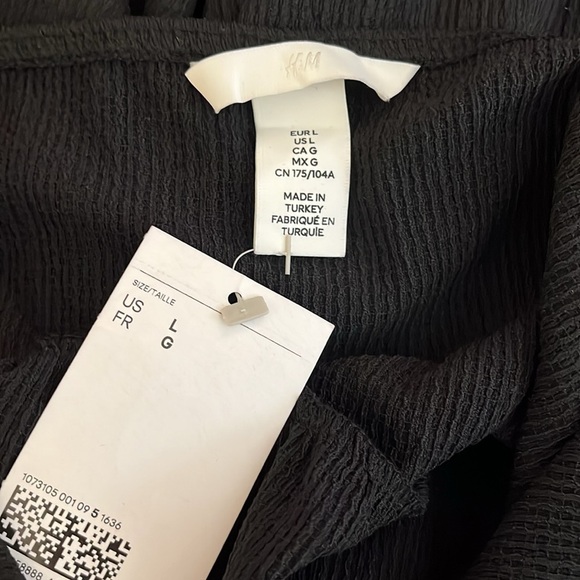 H&M
EUR L
US L
CA G
MX G
CN 175/104A
MADE IN
TURKEY
FABRIQUÉ EN
TURQUIE
SIZE/TAILLE
US L
FR G
1073105 001 09 5 1636